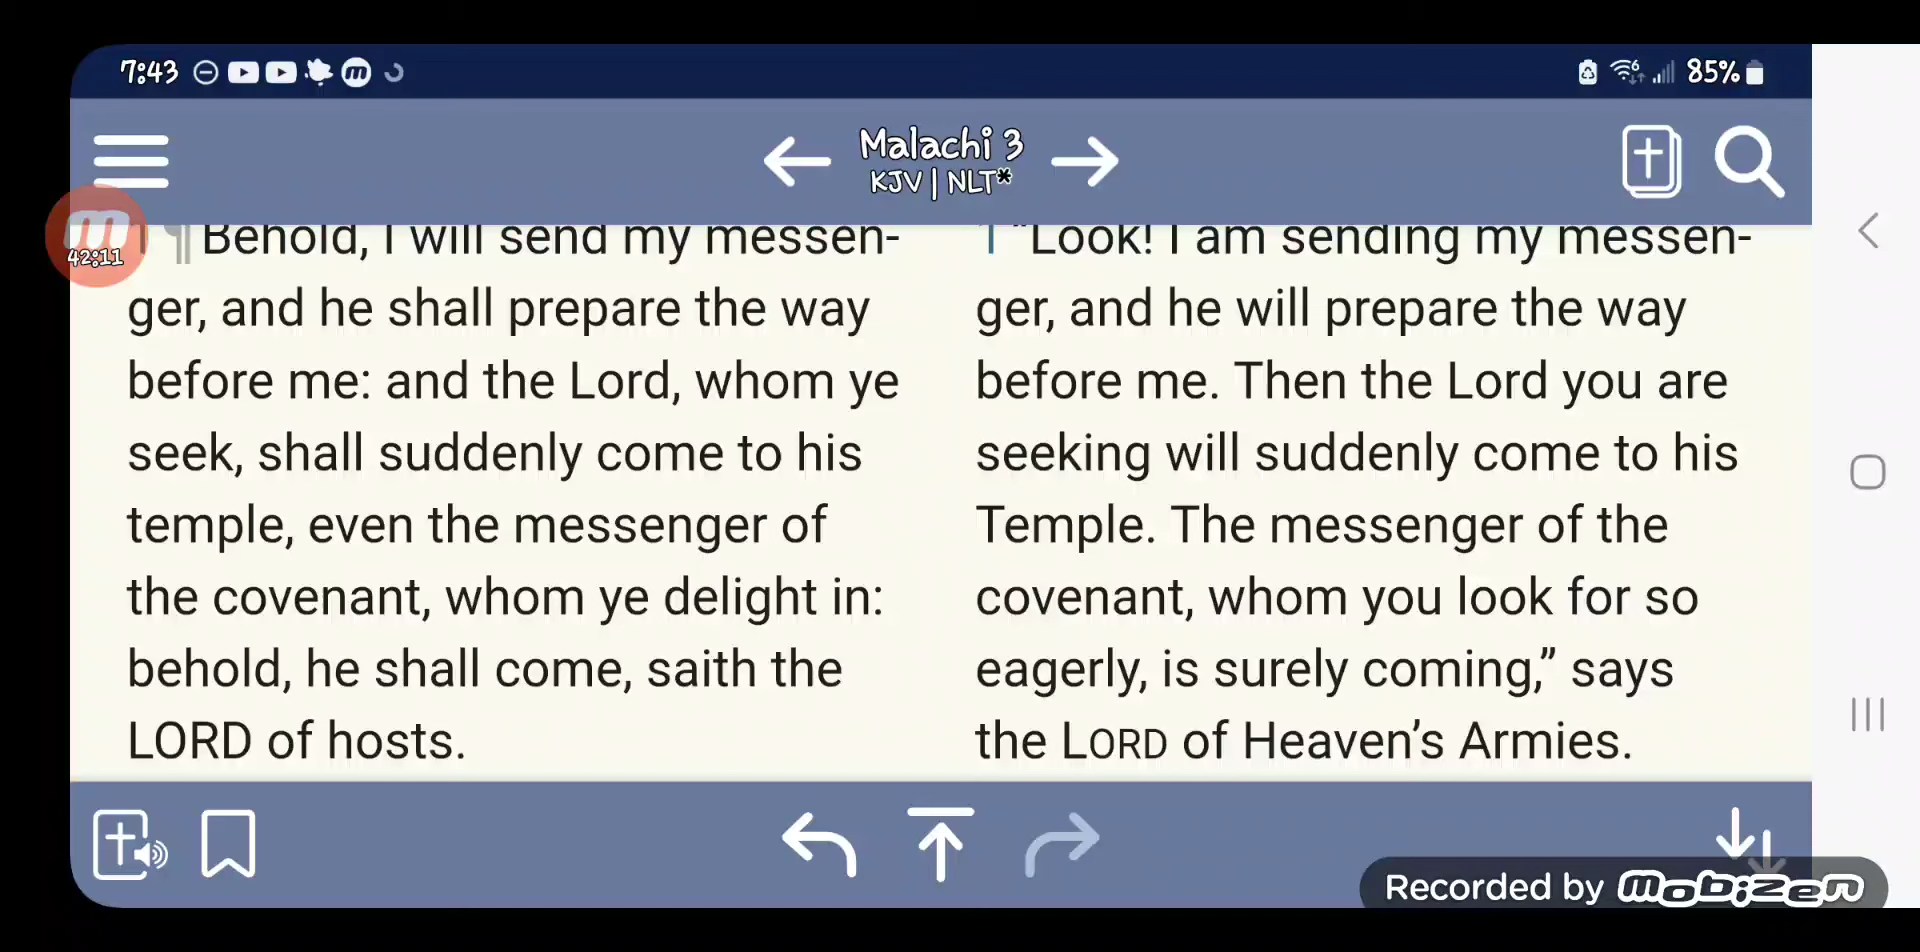 7:43
85%
Malachi 3
KJV | NLT*
42:11
1 ¶ Behold, I will send my messen-
ger, and he shall prepare the way
before me: and the Lord, whom ye
seek, shall suddenly come to his
temple, even the messenger of
the covenant, whom ye delight in:
behold, he shall come, saith the
LORD of hosts.
1 “Look! I am sending my messen-
ger, and he will prepare the way
before me. Then the Lord you are
seeking will suddenly come to his
Temple. The messenger of the
covenant, whom you look for so
eagerly, is surely coming,” says
the LORD of Heaven’s Armies.
Recorded by mobizen